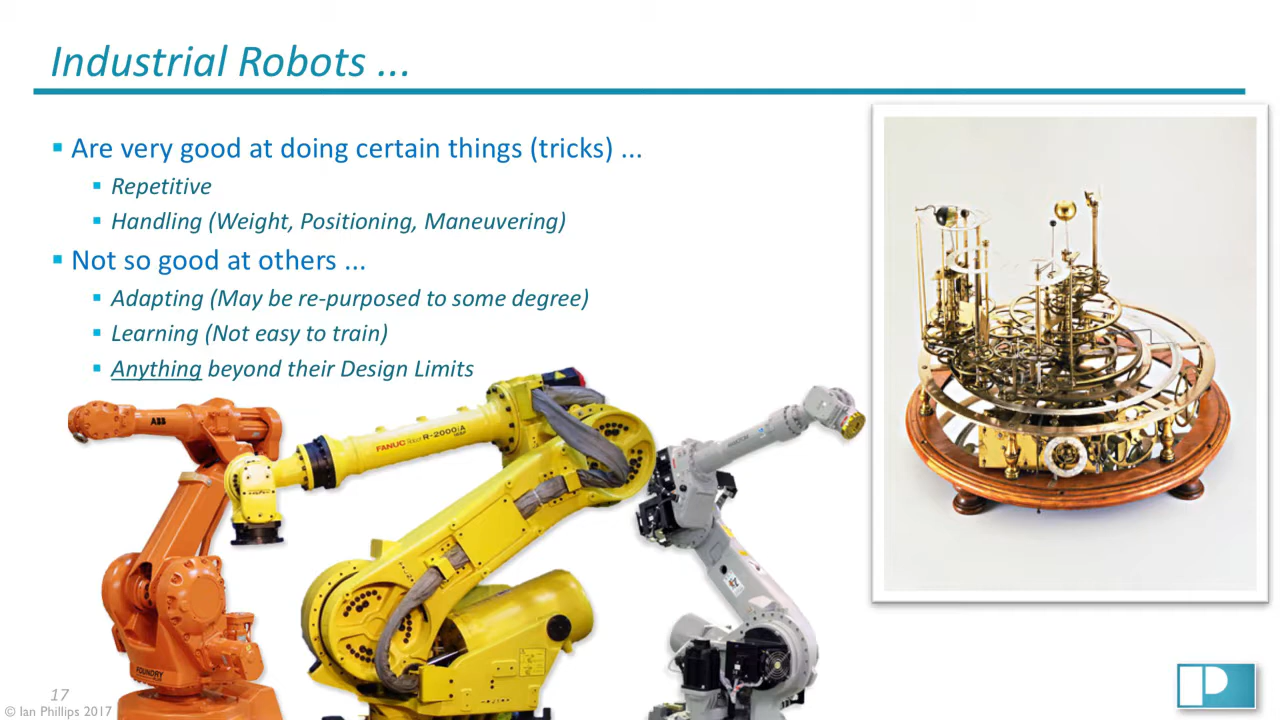 Industrial Robots ...
Are very good at doing certain things (tricks) ...
Repetitive
Handling (Weight, Positioning, Maneuvering)
Not so good at others ...
Adapting (May be re-purposed to some degree)
Learning (Not easy to train)
Anything beyond their Design Limits
ABB
FANUC Robot R-2000iA
FOUNDRY
P
17
© Ian Phillips 2017